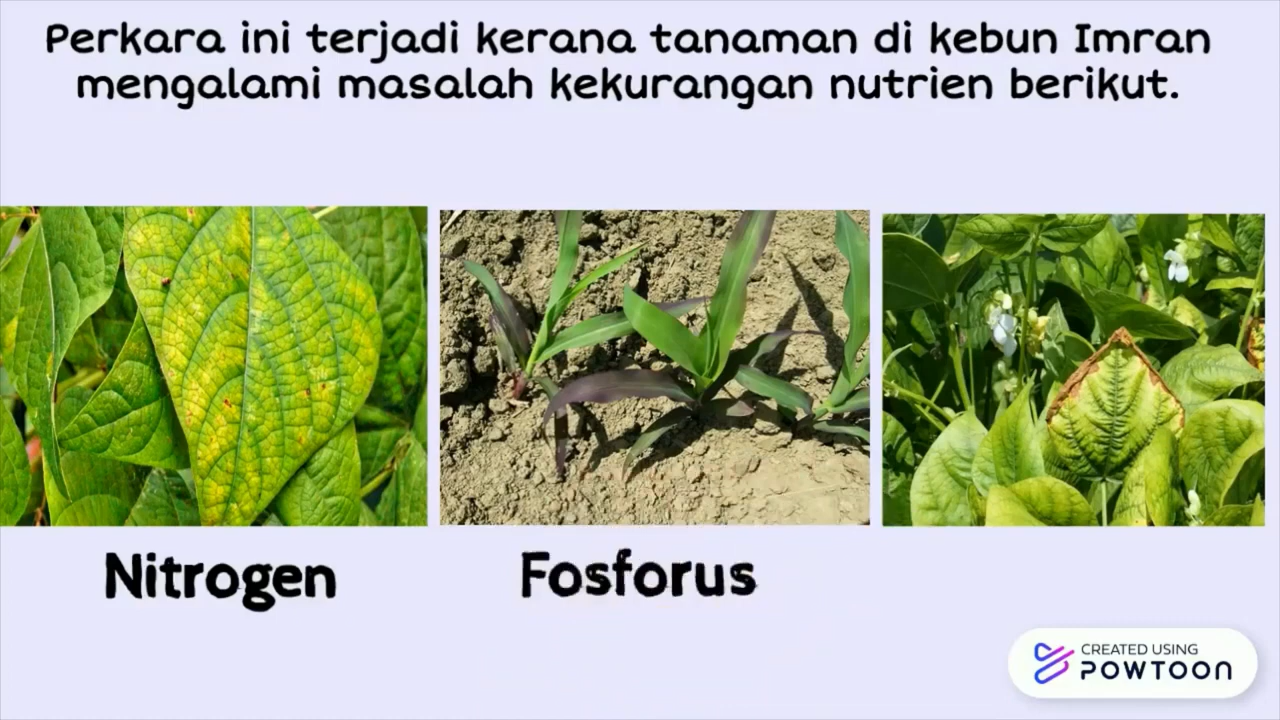 Perkara ini terjadi kerana tanaman di kebun Imran
mengalami masalah kekurangan nutrien berikut.
Nitrogen
Fosforus
CREATED USING
POWTOON